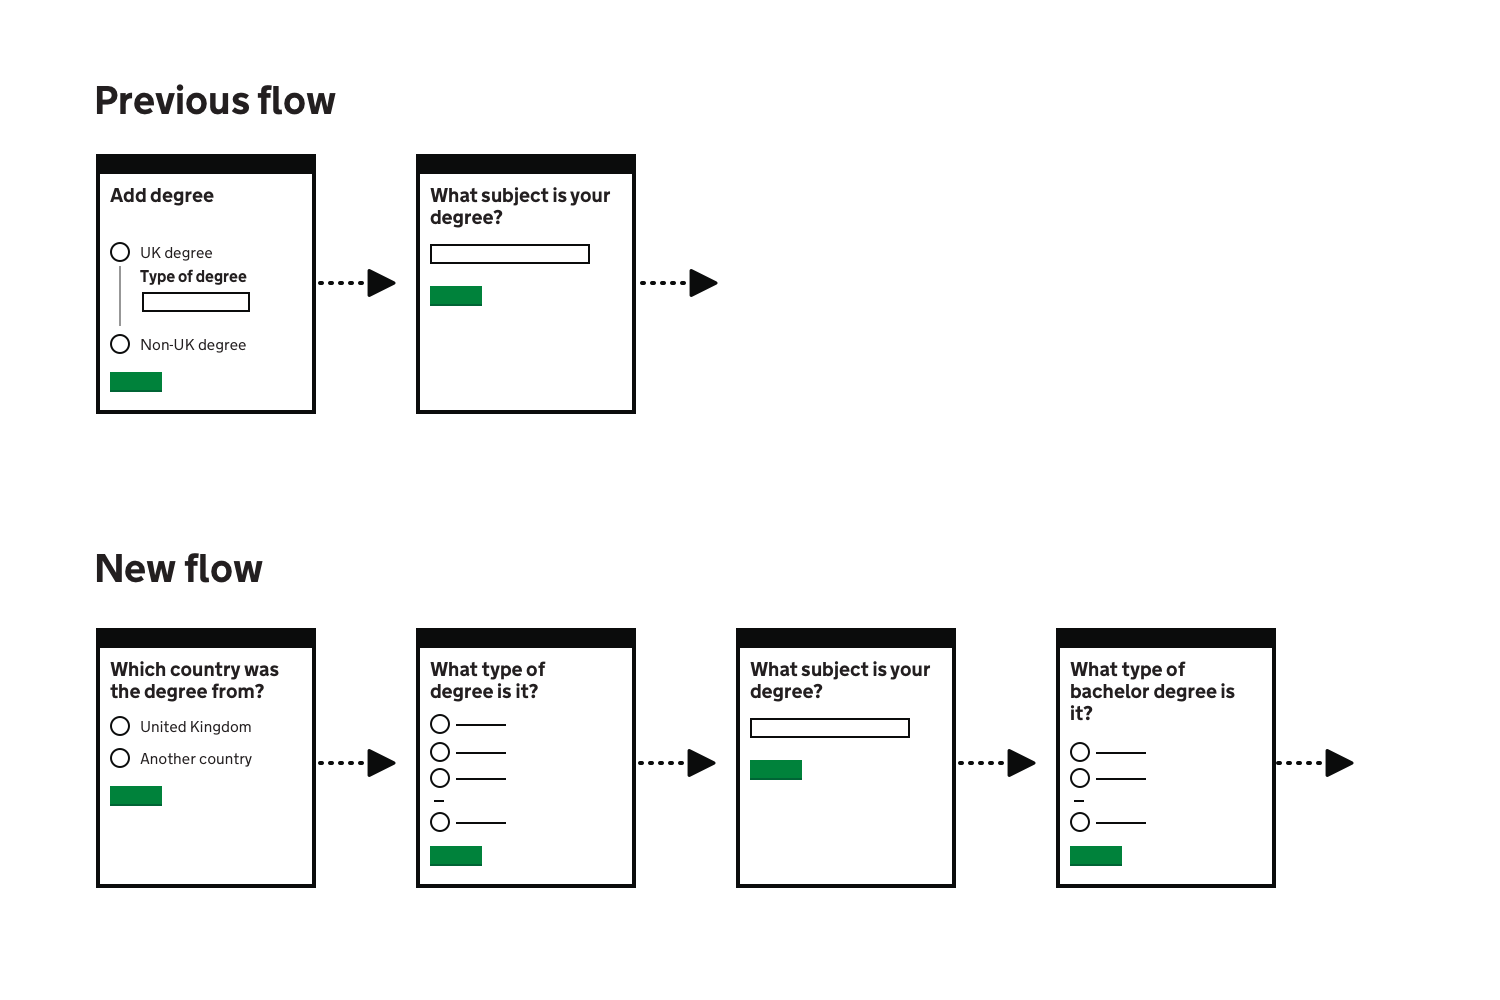 Previous flow
Add degree
UK degree
Type of degree
Non-UK degree
What subject is your
degree?
New flow
Which country was
the degree from?
United Kingdom
Another country
What type of
degree is it?
What subject is your
degree?
What type of
bachelor degree is
it?